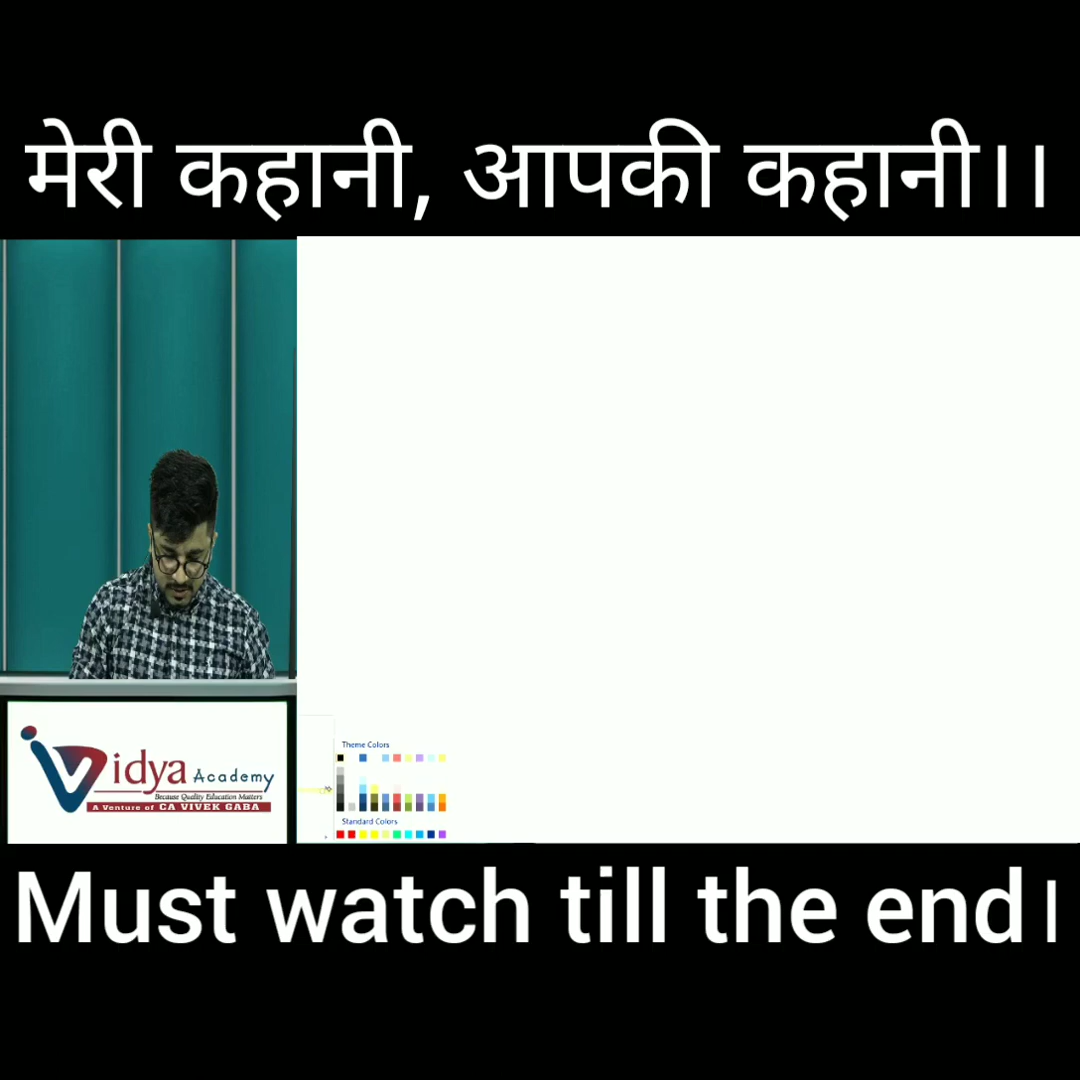 मेरी कहानी, आपकी कहानी।।
Vidya Academy
Because Quality Education Matters
A Venture of CA VIVEK GABA
Theme Colors
Standard Colors
Must watch till the end।